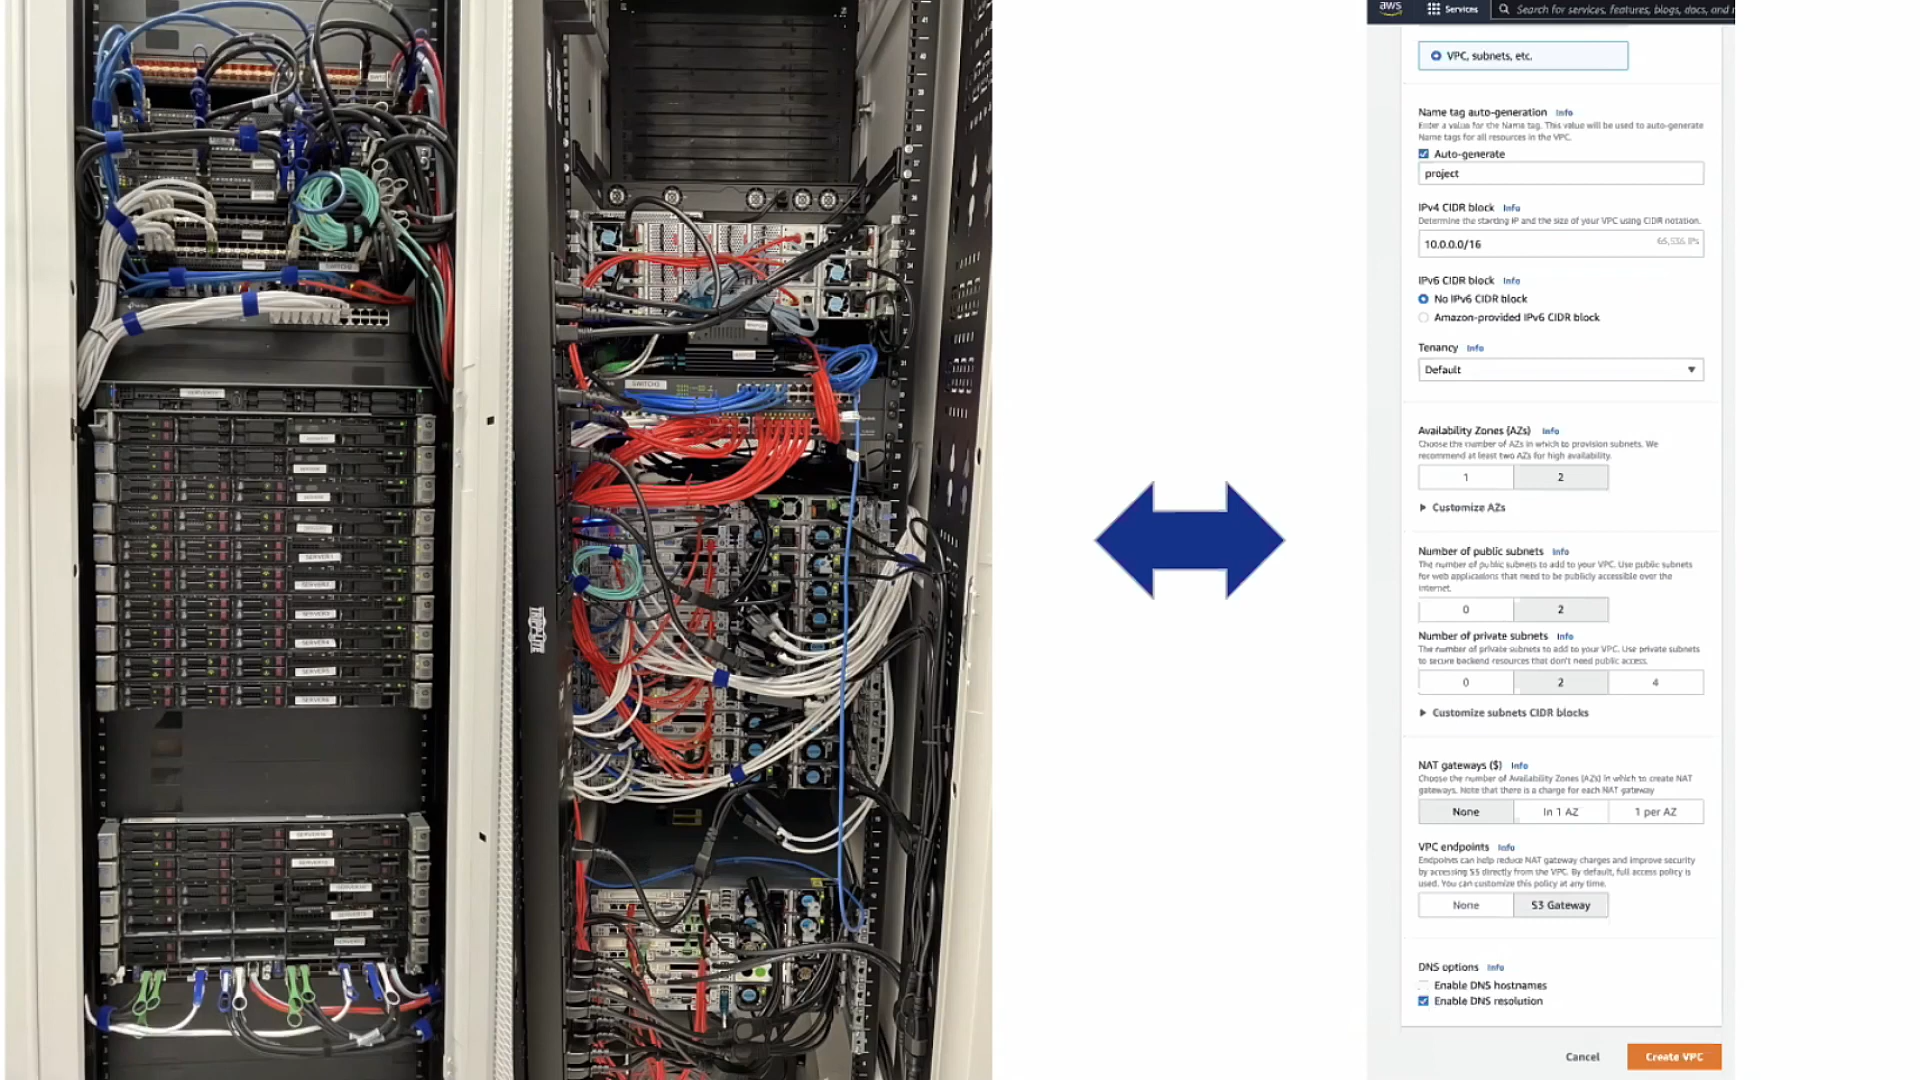 SWITCH2
TRIPP-LITE
aws
Services
Search for services, features, blogs, docs, and
VPC, subnets, etc.
Name tag auto-generation Info
Enter a value for the Name tag. This value will be used to auto-generate
Name tags for all resources in the VPC.
Auto-generate
project
IPv4 CIDR block Info
Determine the starting IP and the size of your VPC using CIDR notation.
10.0.0.0/16
65,536 IPs
IPv6 CIDR block Info
No IPv6 CIDR block
Amazon-provided IPv6 CIDR block
Tenancy Info
Default
Availability Zones (AZs) Info
Choose the number of AZs in which to provision subnets. We
recommend at least two AZs for high availability.
1
2
Customize AZs
Number of public subnets Info
The number of public subnets to add to your VPC. Use public subnets
for web applications that need to be publicly accessible over the
internet.
0
2
Number of private subnets Info
The number of private subnets to add to your VPC. Use private subnets
to secure backend resources that don't need public access.
0
2
4
Customize subnets CIDR blocks
NAT gateways ($) Info
Choose the number of Availability Zones (AZs) in which to create NAT
gateways. Note that there is a charge for each NAT gateway
None
In 1 AZ
1 per AZ
VPC endpoints Info
Endpoints can help reduce NAT gateway charges and improve security
by accessing S3 directly from the VPC. By default, full access policy is
used. You can customize this policy at any time.
None
S3 Gateway
DNS options Info
Enable DNS hostnames
Enable DNS resolution
Cancel
Create VPC